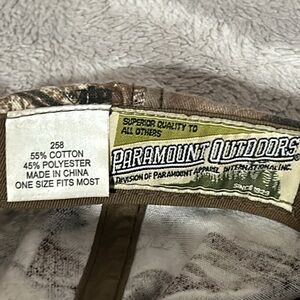 258
55% COTTON
45% POLYESTER
MADE IN CHINA
ONE SIZE FITS MOST
SUPERIOR QUALITY TO
ALL OTHERS
PARAMOUNT OUTDOORS
DIVISION OF PARAMOUNT APPAREL INTERNATIONAL INC.
SINCE